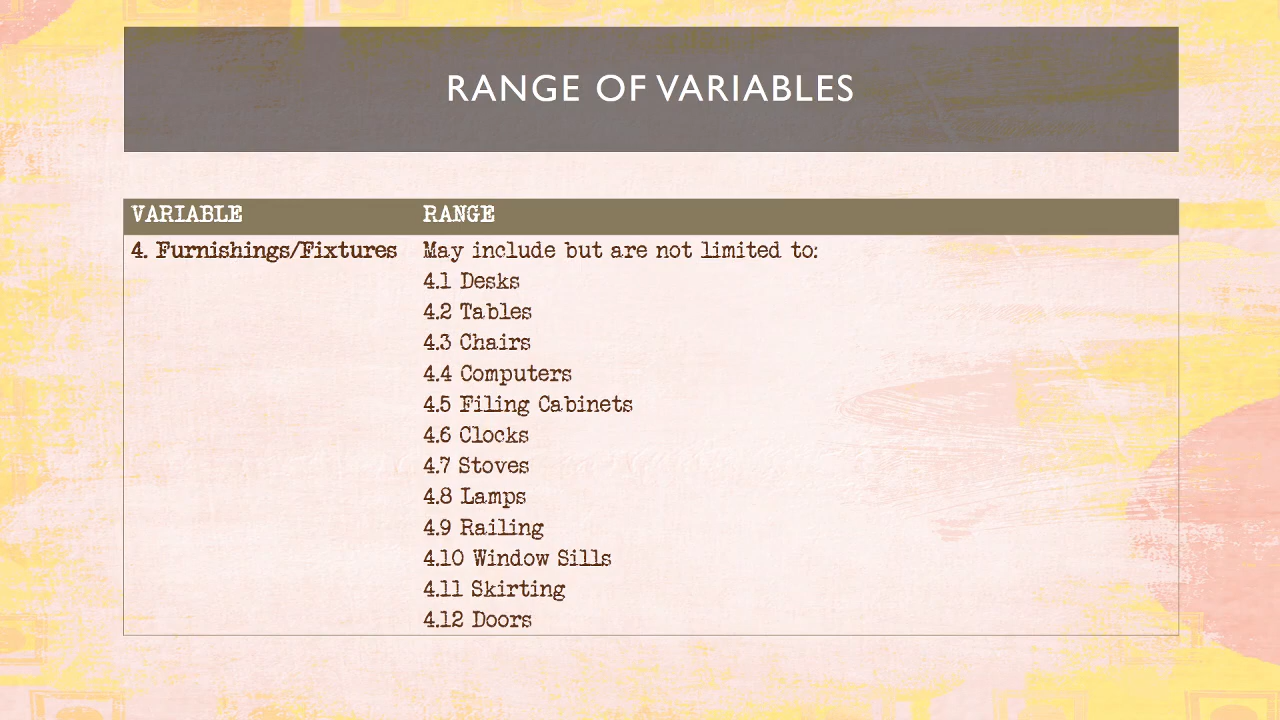 RANGE OF VARIABLES
VARIABLE RANGE
4. Furnishings/Fixtures May include but are not limited to:
4.1 Desks
4.2 Tables
4.3 Chairs
4.4 Computers
4.5 Filing Cabinets
4.6 Clocks
4.7 Stoves
4.8 Lamps
4.9 Railing
4.10 Window Sills
4.11 Skirting
4.12 Doors